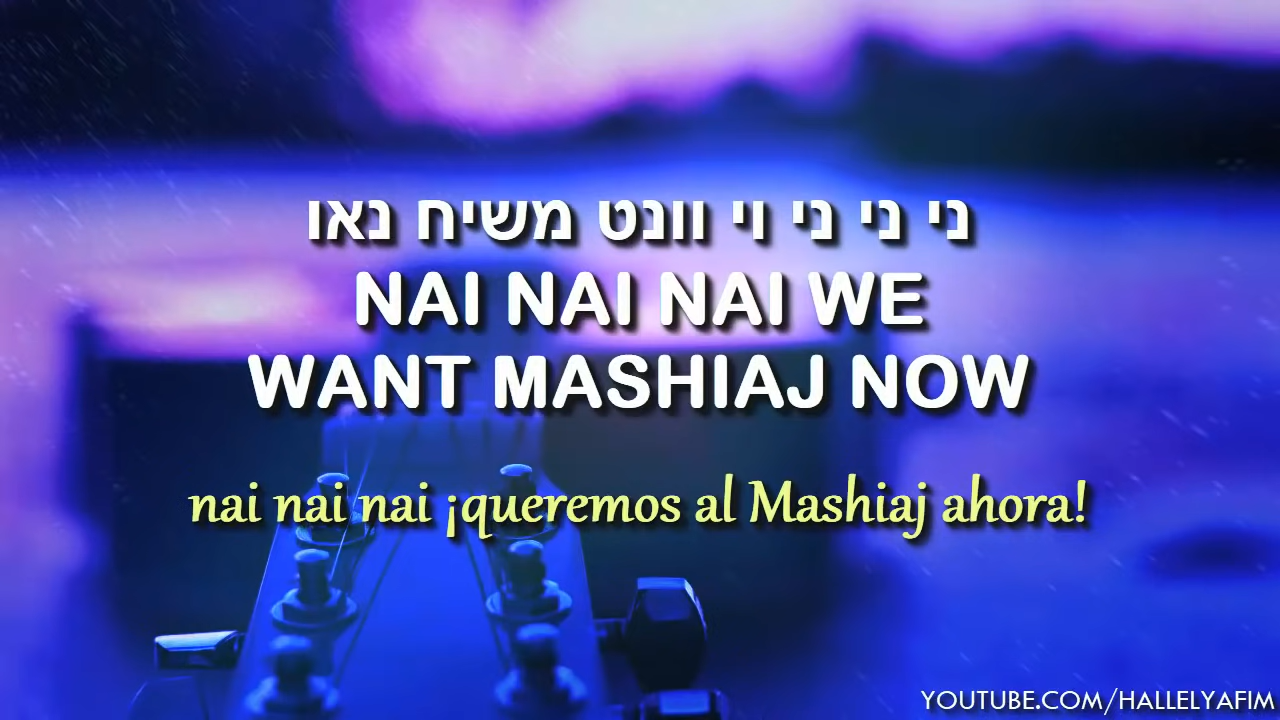 ני ני ני וי וונט משיח נאו
NAI NAI NAI WE
WANT MASHIAJ NOW
nai nai nai ¡queremos al Mashiaj ahora!
YOUTUBE.COM/HALLELYAFIM